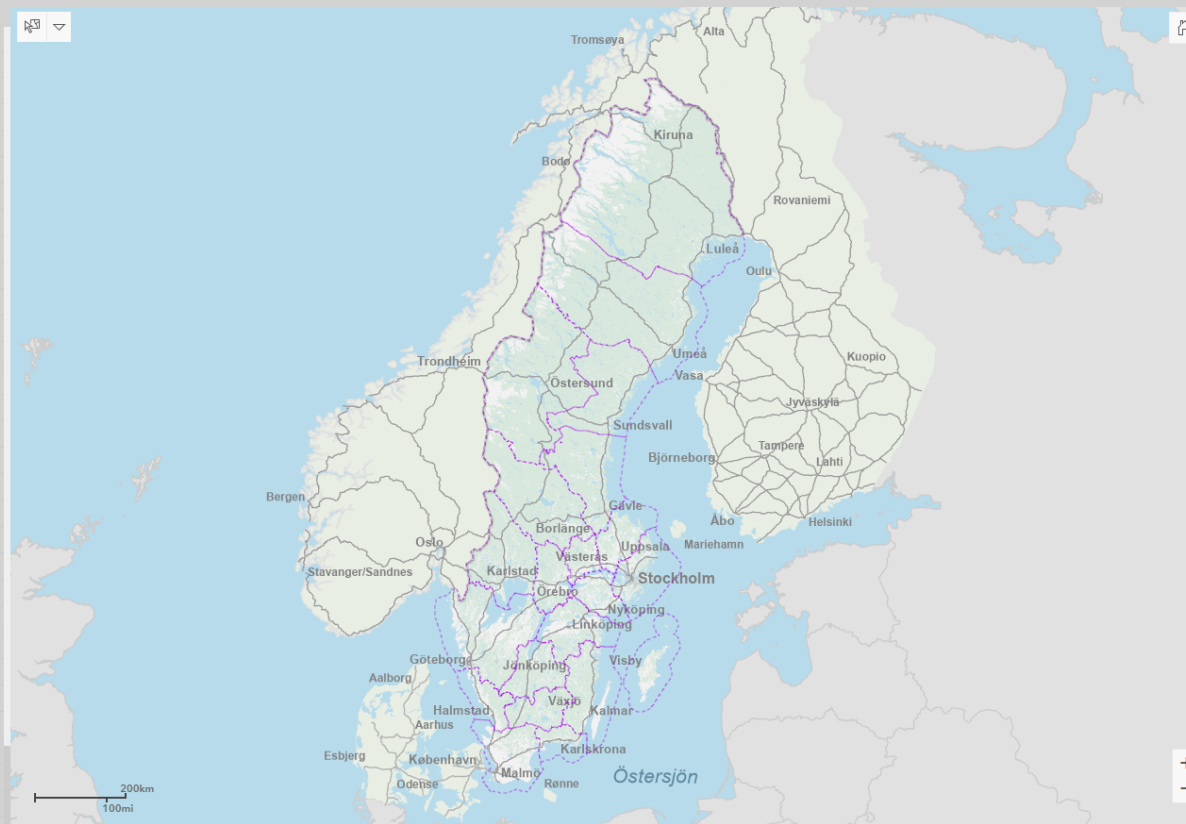 Alta
Tromsøya
Kiruna
Bodø
Rovaniemi
Luleå
Oulu
Umeå
Kuopio
Trondheim
Vasa
Östersund
Jyväskylä
Sundsvall
Tampere
Björneborg
Lahti
Bergen
Gävle
Åbo
Helsinki
Borlänge
Oslo
Mariehamn
Uppsala
Västerås
Stavanger/Sandnes
Karlstad
Stockholm
Örebro
Nyköping
Linköping
Göteborg
Jönköping
Visby
Aalborg
Växjö
Halmstad
Kalmar
Aarhus
Karlskrona
Esbjerg
København
Malmö
Östersjön
Odense
Rønne
200km
100mi